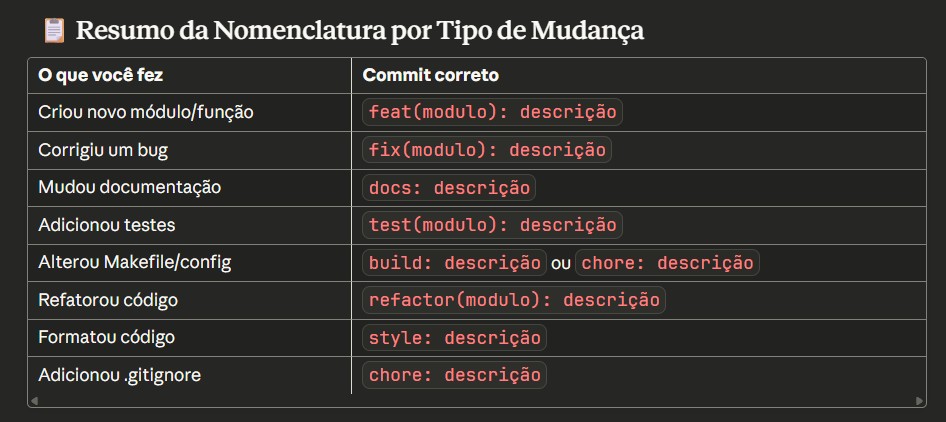 📋 Resumo da Nomenclatura por Tipo de Mudança
O que você fez Commit correto
Criou novo módulo/função feat(modulo): descrição
Corrigiu um bug fix(modulo): descrição
Mudou documentação docs: descrição
Adicionou testes test(modulo): descrição
Alterou Makefile/config build: descrição ou chore: descrição
Refatorou código refactor(modulo): descrição
Formatou código style: descrição
Adicionou .gitignore chore: descrição